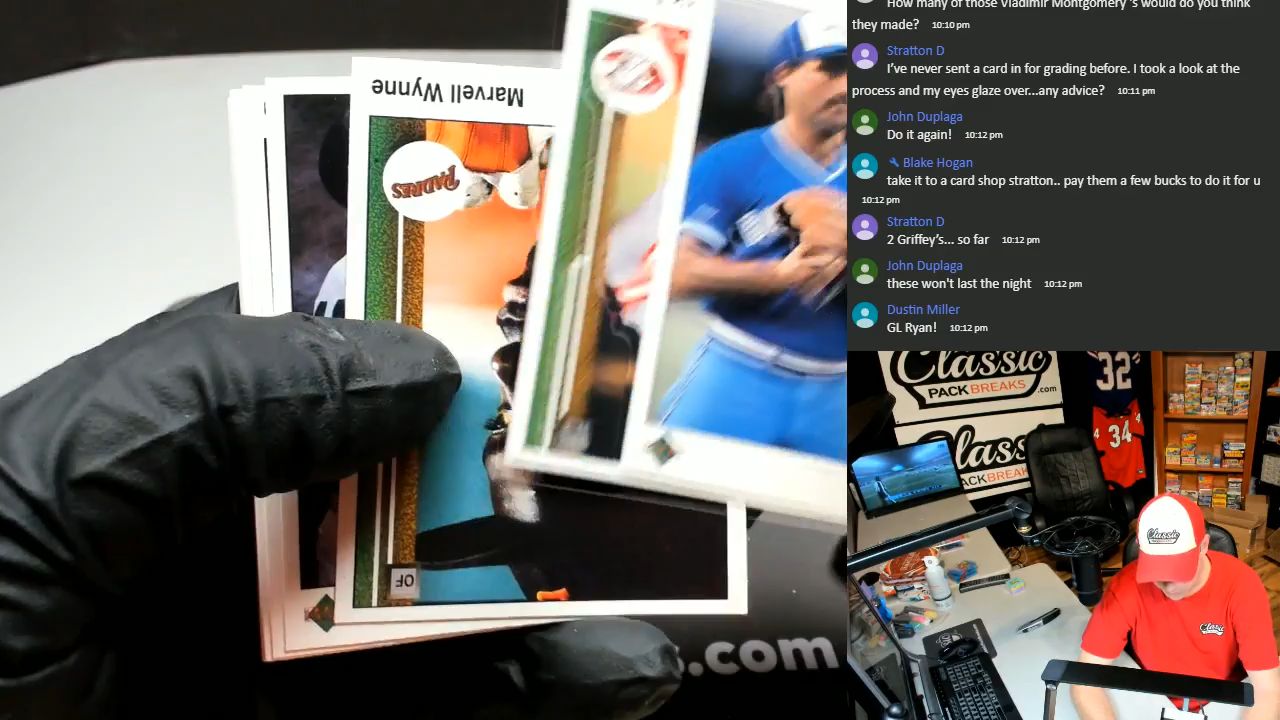 How many of those Vladimir Montgomery 's would do you think
they made? 10:10 pm
Stratton D
I've never sent a card in for grading before. I took a look at the
process and my eyes glaze over...any advice? 10:11 pm
John Duplaga
Do it again! 10:12 pm
Blake Hogan
take it to a card shop stratton.. pay them a few bucks to do it for u
10:12 pm
Stratton D
2 Griffey's... so far 10:12 pm
John Duplaga
these won't last the night 10:12 pm
Dustin Miller
GL Ryan! 10:12 pm
Marvell Wynne
PADRES
OF
s.com
Classic
PACKBREAKS.com
32
34
Classic
ACKBREAKS
Classic
Classic